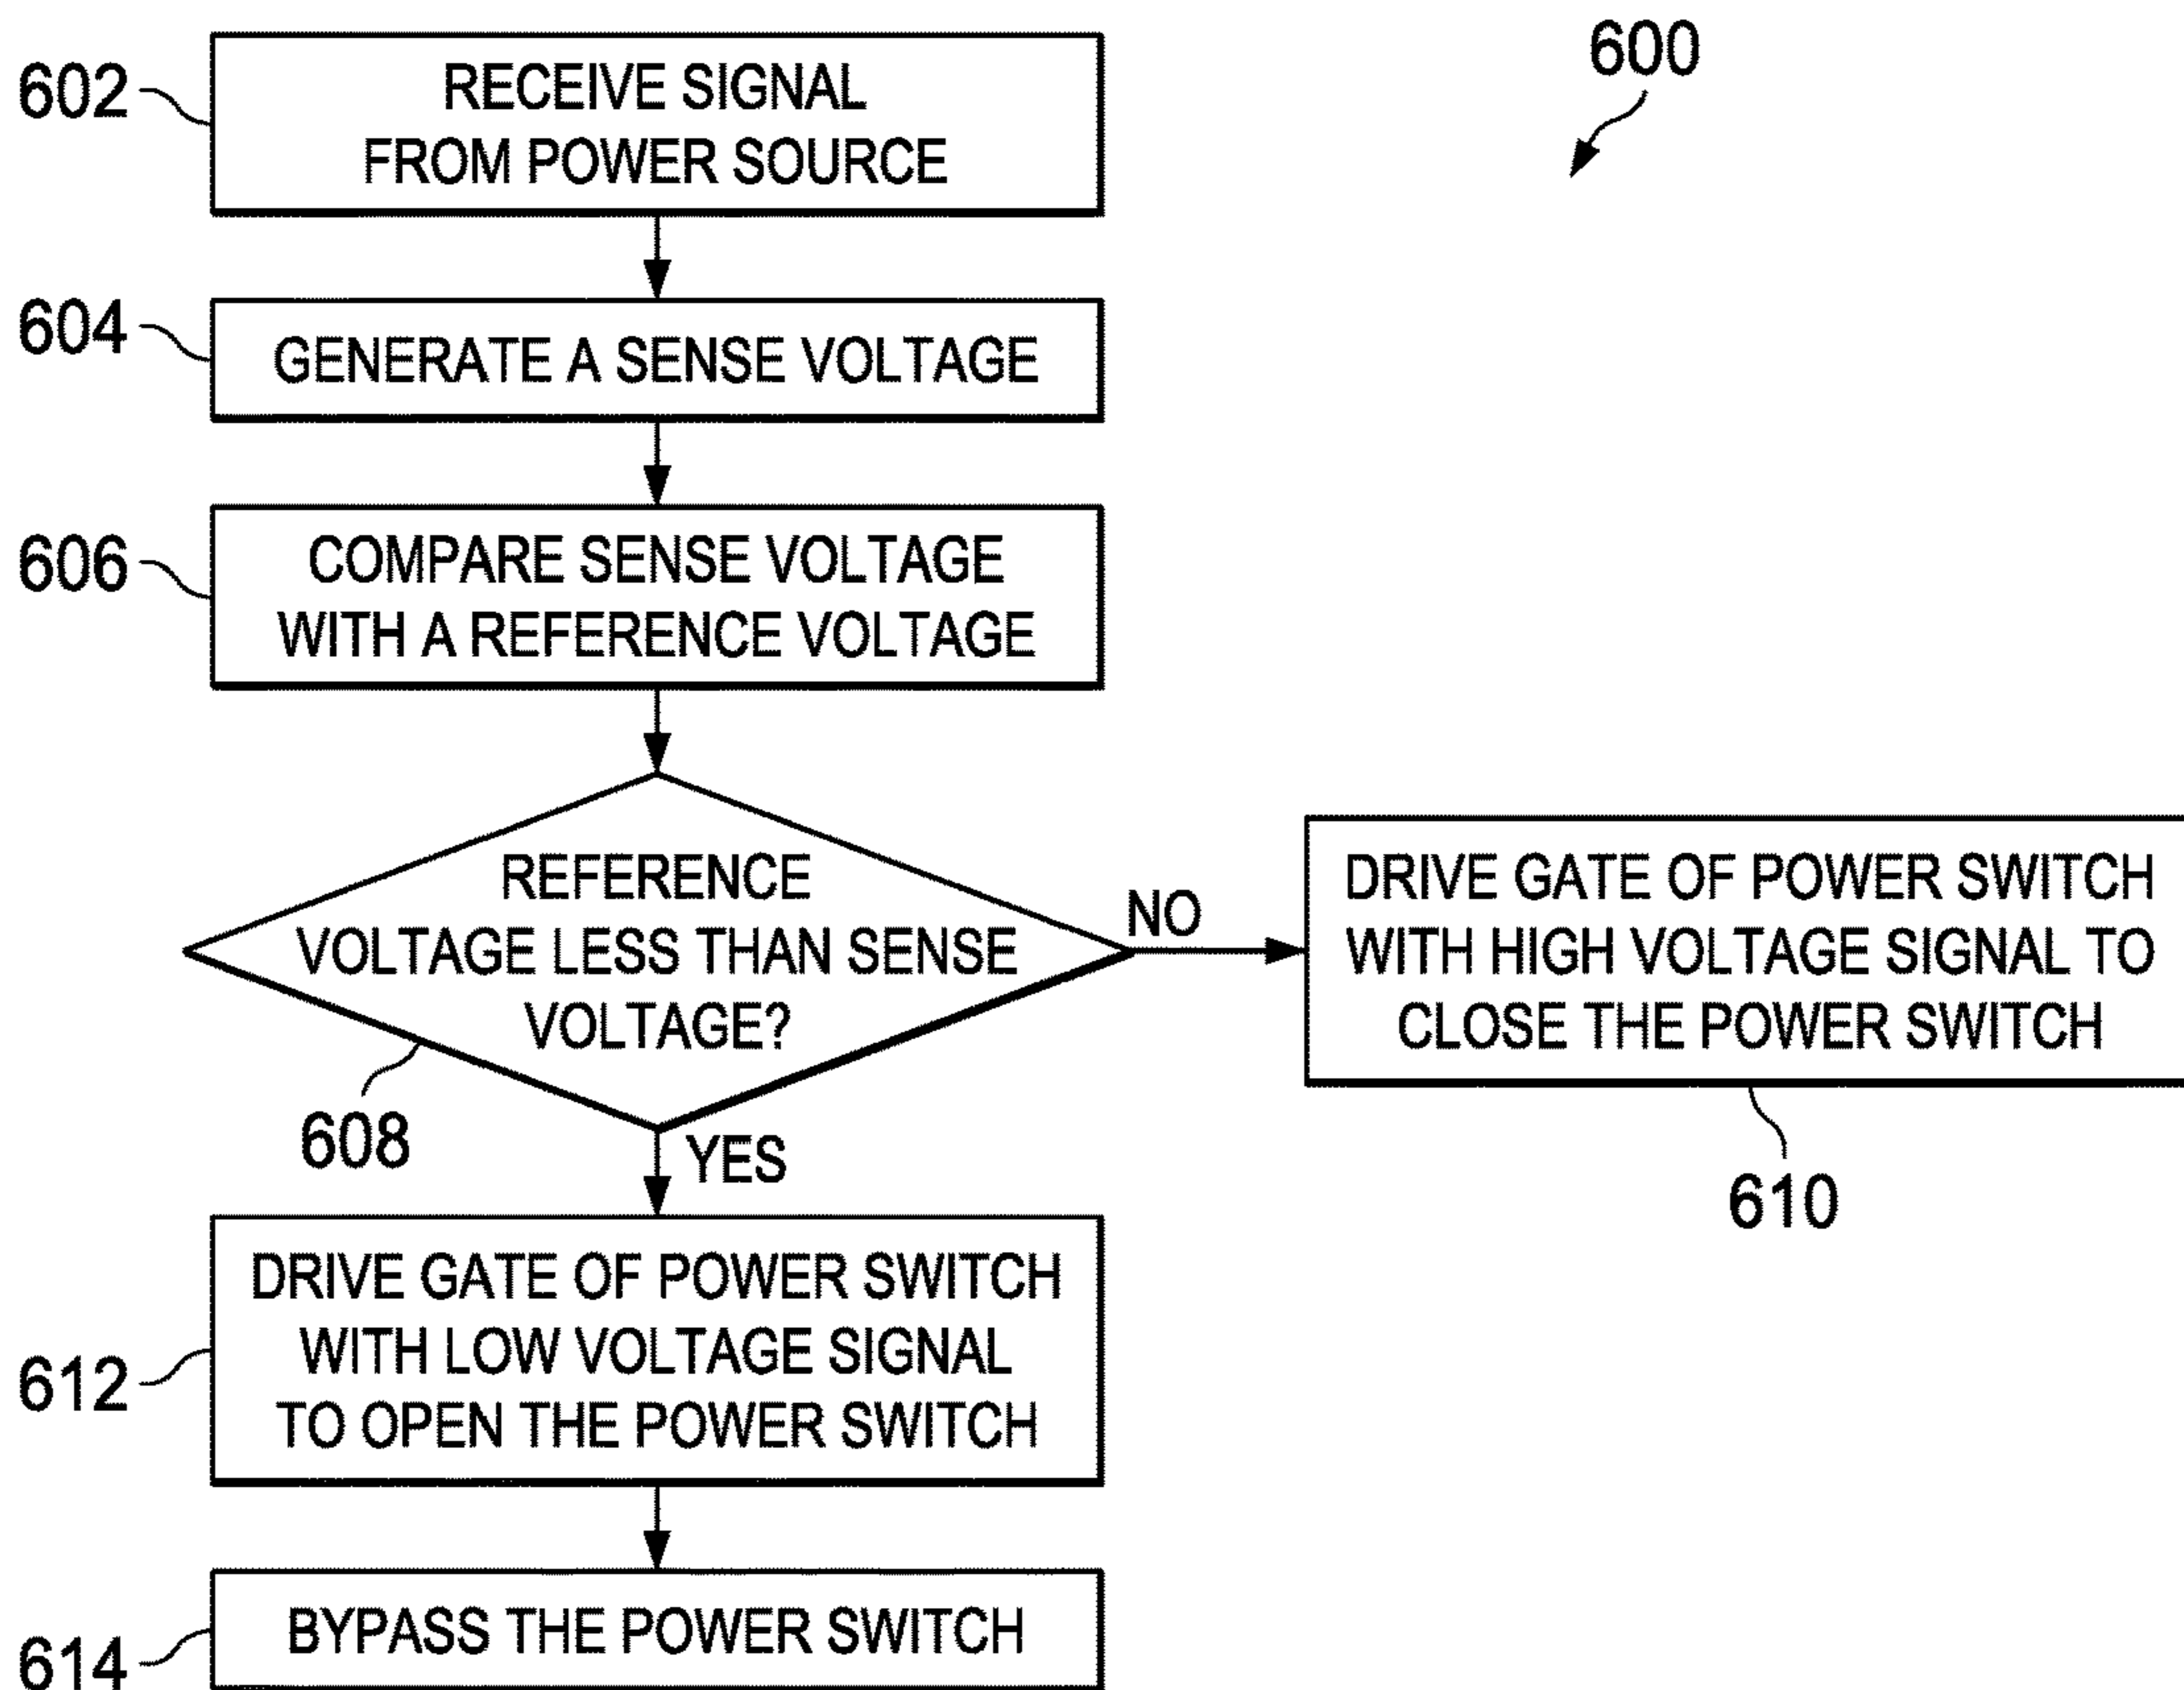 600
602
RECEIVE SIGNAL
FROM POWER SOURCE
604
GENERATE A SENSE VOLTAGE
606
COMPARE SENSE VOLTAGE
WITH A REFERENCE VOLTAGE
REFERENCE
VOLTAGE LESS THAN SENSE
VOLTAGE?
608
NO
DRIVE GATE OF POWER SWITCH
WITH HIGH VOLTAGE SIGNAL TO
CLOSE THE POWER SWITCH
610
YES
612
DRIVE GATE OF POWER SWITCH
WITH LOW VOLTAGE SIGNAL
TO OPEN THE POWER SWITCH
614
BYPASS THE POWER SWITCH